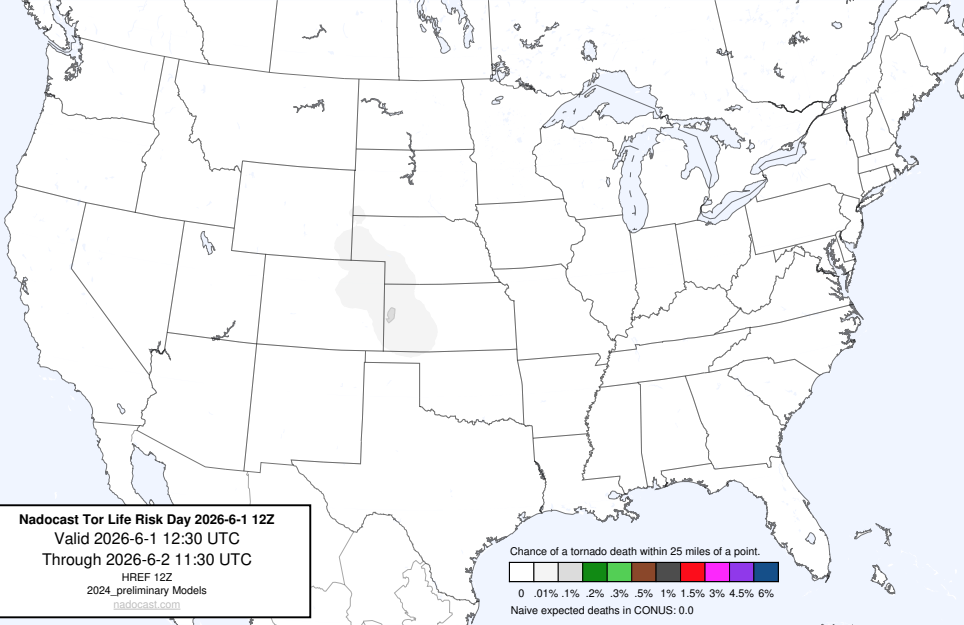 Nadocast Tor Life Risk Day 2026-6-1 12Z
Valid 2026-6-1 12:30 UTC
Through 2026-6-2 11:30 UTC
HREF 12Z
2024_preliminary Models
nadocast.com
Chance of a tornado death within 25 miles of a point.
0 .01% .1% .2% .3% .5% 1% 1.5% 3% 4.5% 6%
Naive expected deaths in CONUS: 0.0